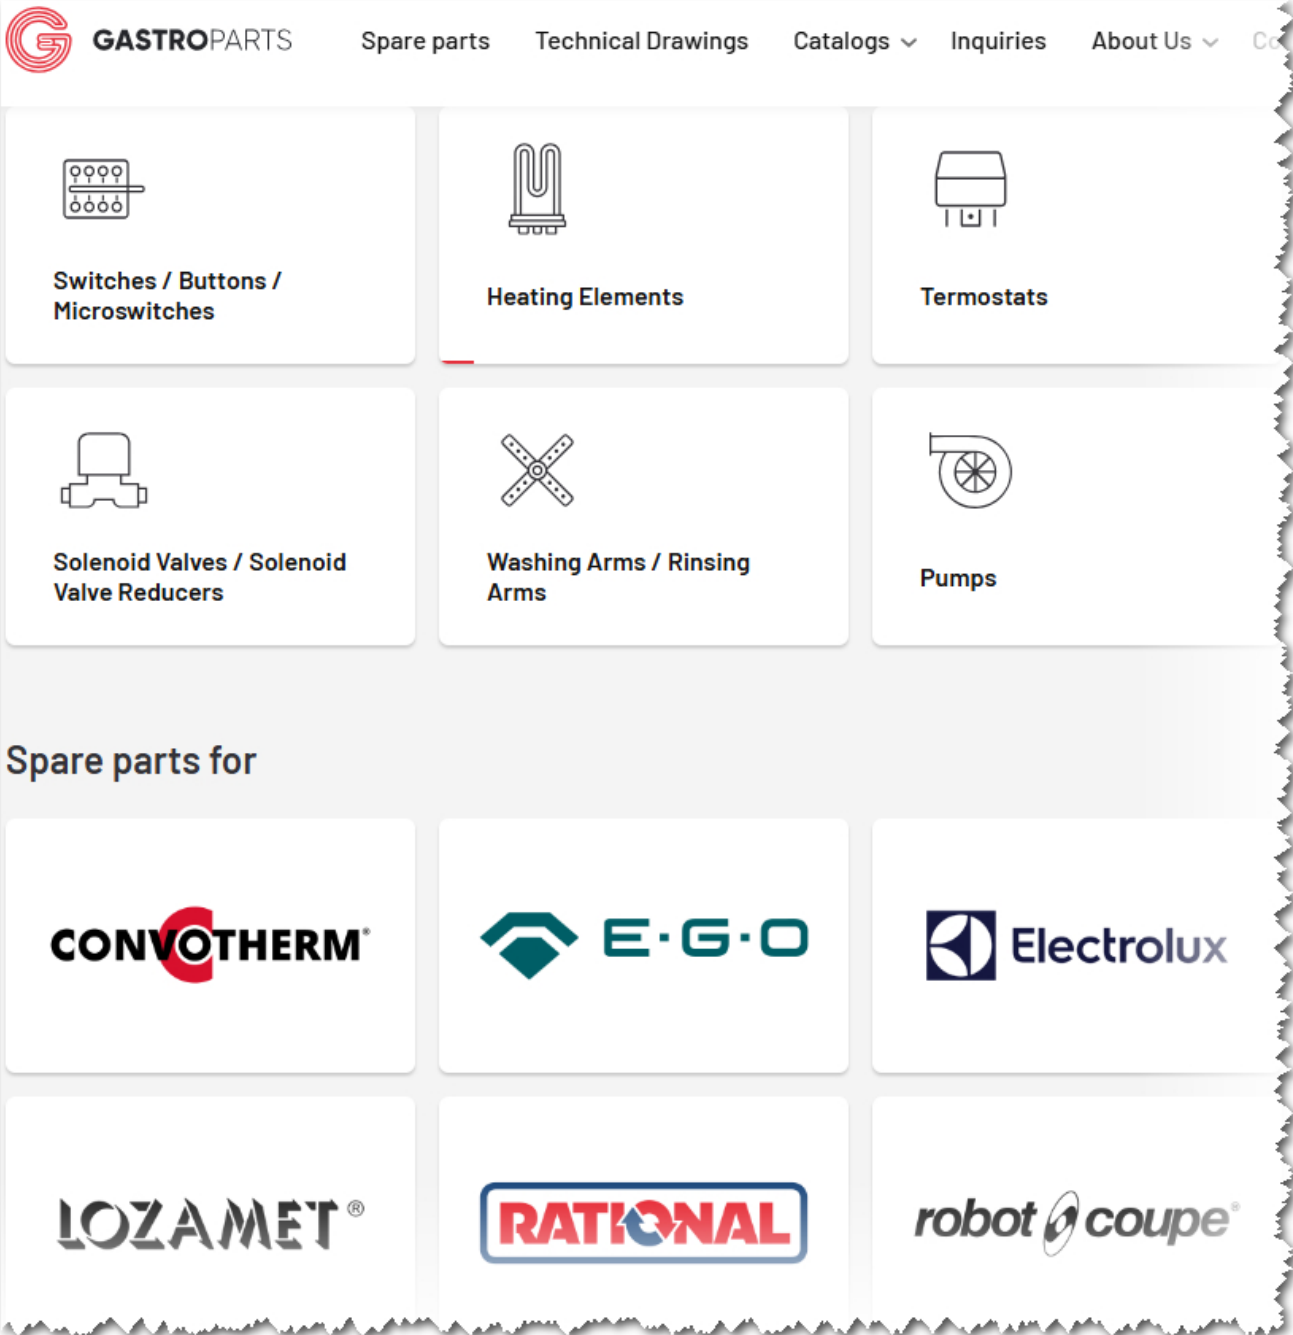 GASTROPARTS
Spare parts
Technical Drawings
Catalogs
Inquiries
About Us
Switches / Buttons /
Microswitches
Heating Elements
Termostats
Solenoid Valves / Solenoid
Valve Reducers
Washing Arms / Rinsing
Arms
Pumps
Spare parts for
CONVOTHERM®
E·G·O
Electrolux
LOZAMET®
RATIONAL
robot coupe®